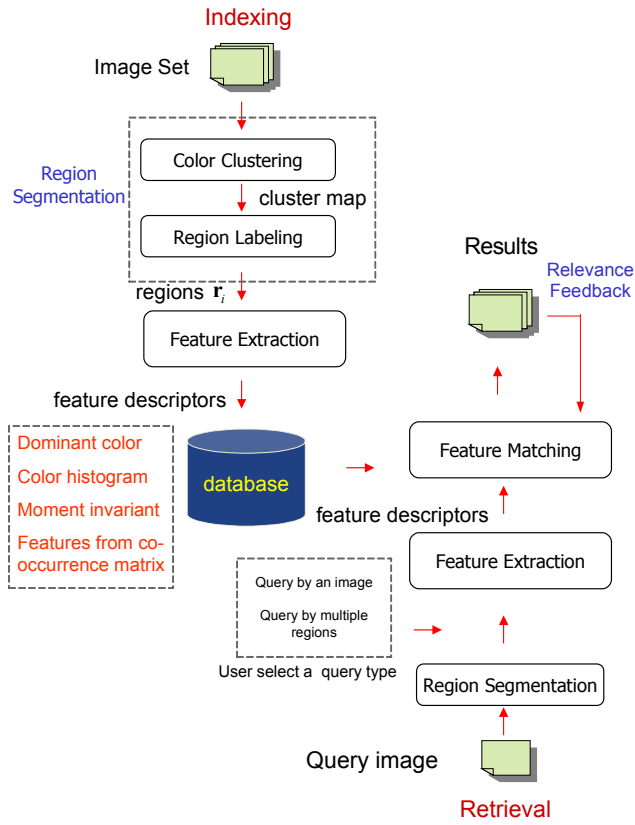 Indexing
Image Set
Region
Segmentation
Color Clustering
cluster map
Region Labeling
regions r_i
Feature Extraction
feature descriptors
Dominant color
Color histogram
Moment invariant
Features from co-
occurrence matrix
database
Results
Relevance
Feedback
Feature Matching
feature descriptors
Feature Extraction
Query by an image
Query by multiple
regions
User select a query type
Region Segmentation
Query image
Retrieval